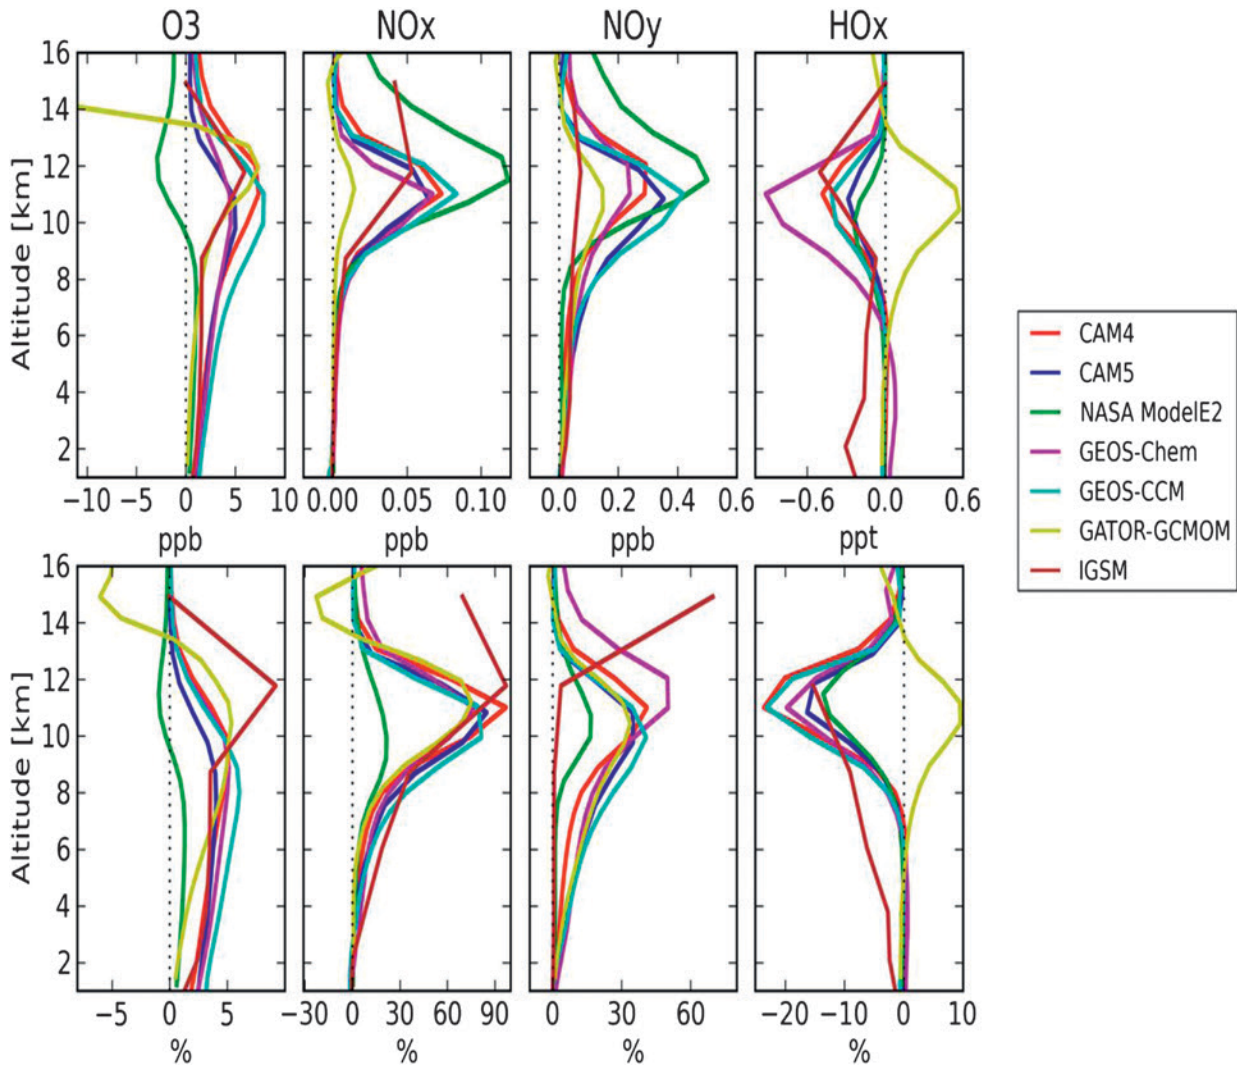 O3 NOx NOy HOx
Altitude [km]
16
14
12
10
8
6
4
2
−10 −5 0 5 10
0.00 0.05 0.10
0.0 0.2 0.4 0.6
−0.6 0.0 0.6
ppb ppb ppb ppt
CAM4
CAM5
NASA ModelE2
GEOS-Chem
GEOS-CCM
GATOR-GCMOM
IGSM
Altitude [km]
16
14
12
10
8
6
4
2
−5 0 5 10
−30 0 30 60 90
0 30 60
−20 −10 0 10
% % % %